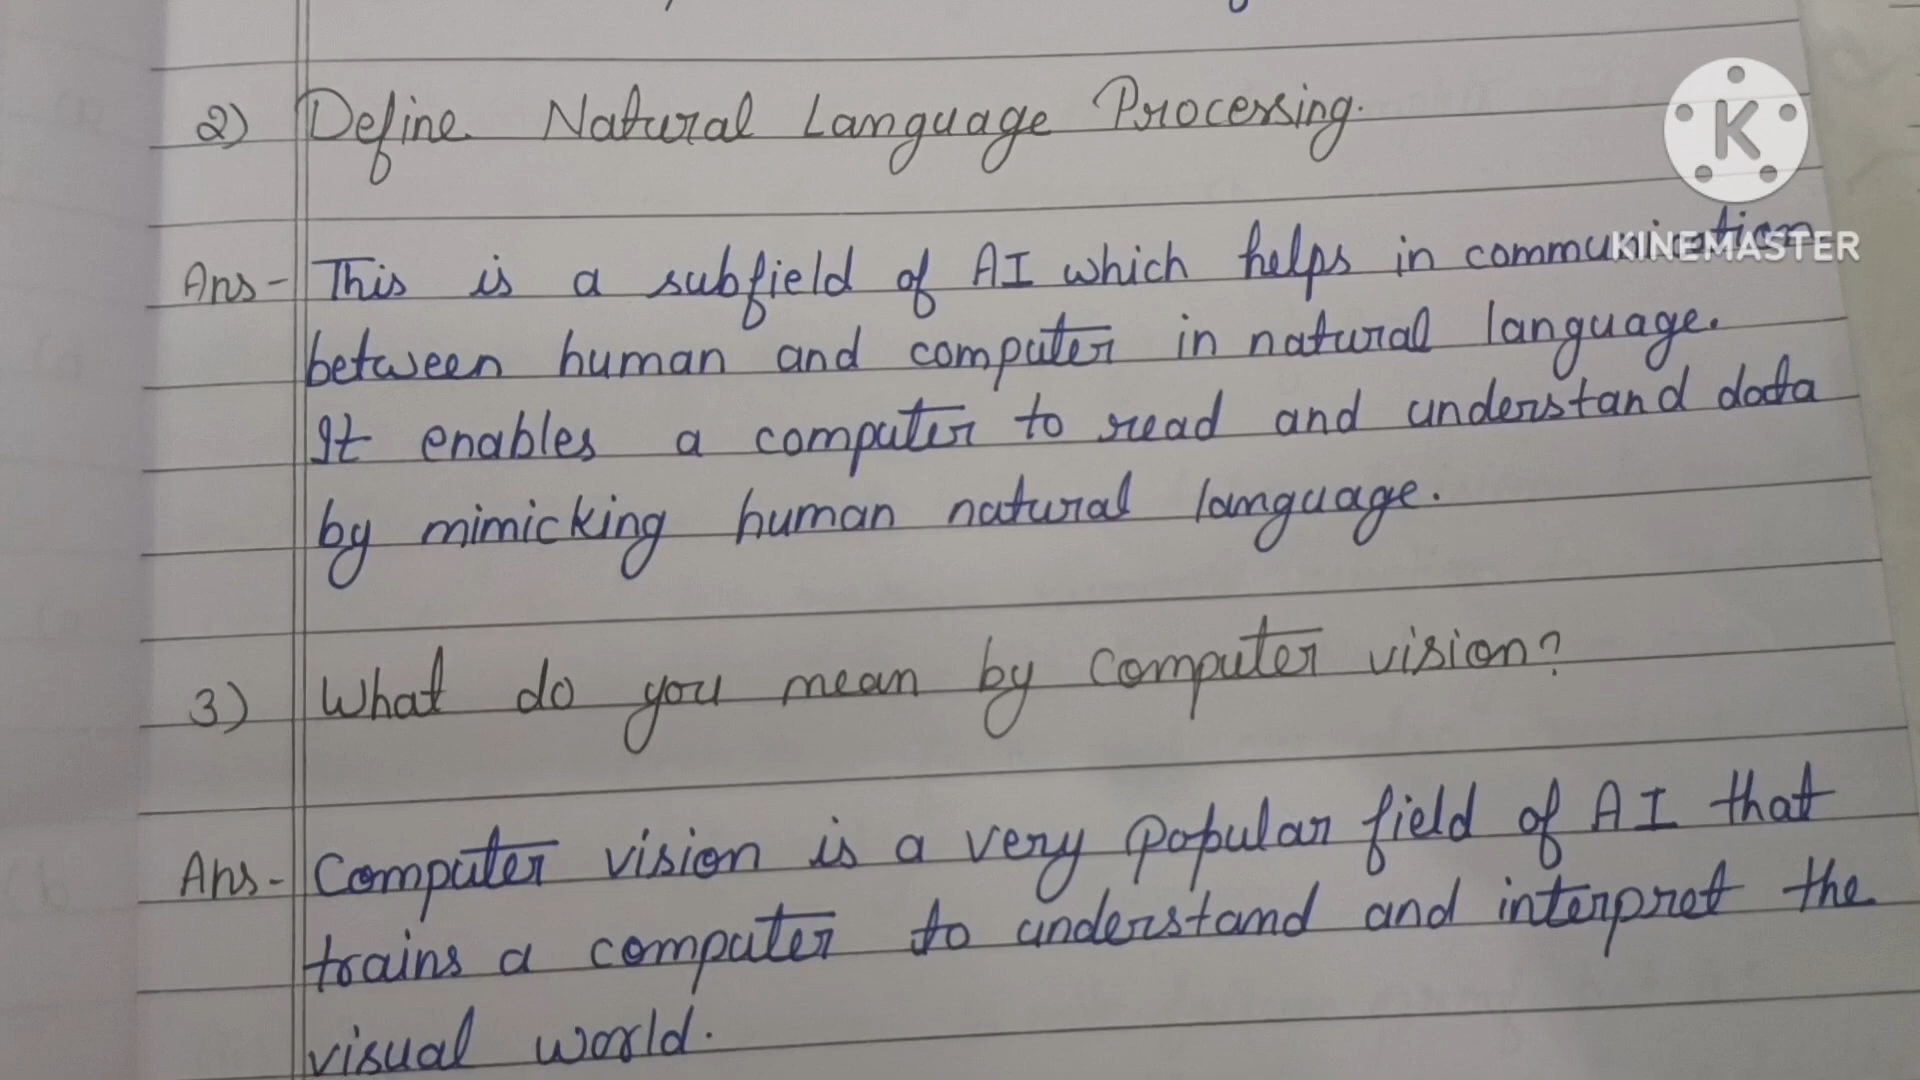 2) Define Natural Language Processing.
K
KINEMASTER
Ans- This is a subfield of AI which helps in communication
between human and computer in natural language.
It enables a computer to read and understand data
by mimicking human natural language.
3) What do you mean by computer vision?
Ans- Computer vision is a very popular field of AI that
trains a computer to understand and interpret the
visual world.